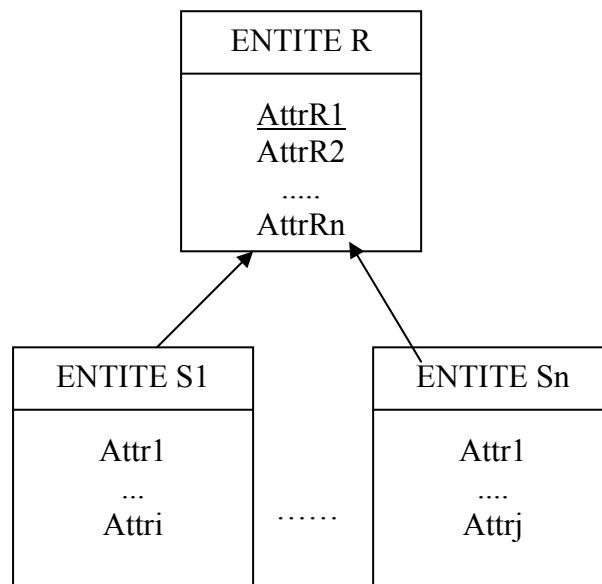 ENTITE R
AttrR1
AttrR2
.....
AttrRn
ENTITE S1
Attr1
...
Attri
......
ENTITE Sn
Attr1
....
Attrj